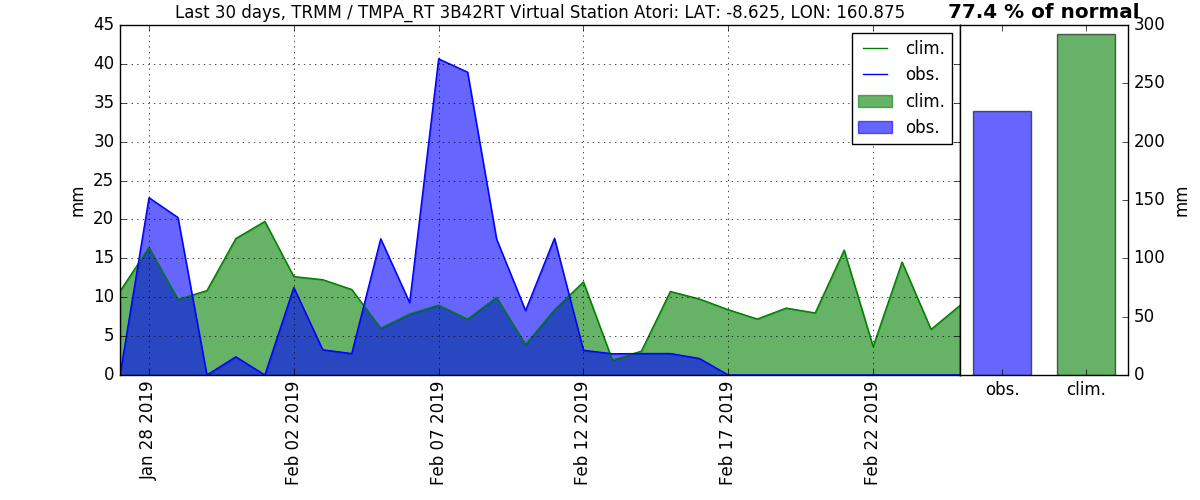 Last 30 days, TRMM / TMPA_RT 3B42RT Virtual Station Atori: LAT: -8.625, LON: 160.875
77.4 % of normal
45
40
35
30
25
20
15
10
5
0
mm
clim.
obs.
clim.
obs.
Jan 28 2019
Feb 02 2019
Feb 07 2019
Feb 12 2019
Feb 17 2019
Feb 22 2019
300
250
200
150
100
50
0
mm
obs.
clim.